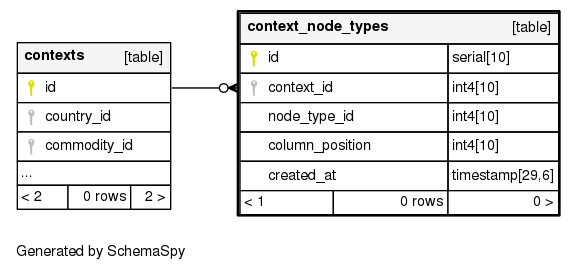 contexts [table]
id
country_id
commodity_id
...
< 2 0 rows 2 >
context_node_types [table]
id serial[10]
context_id int4[10]
node_type_id int4[10]
column_position int4[10]
created_at timestamp[29,6]
< 1 0 rows 0 >
Generated by SchemaSpy